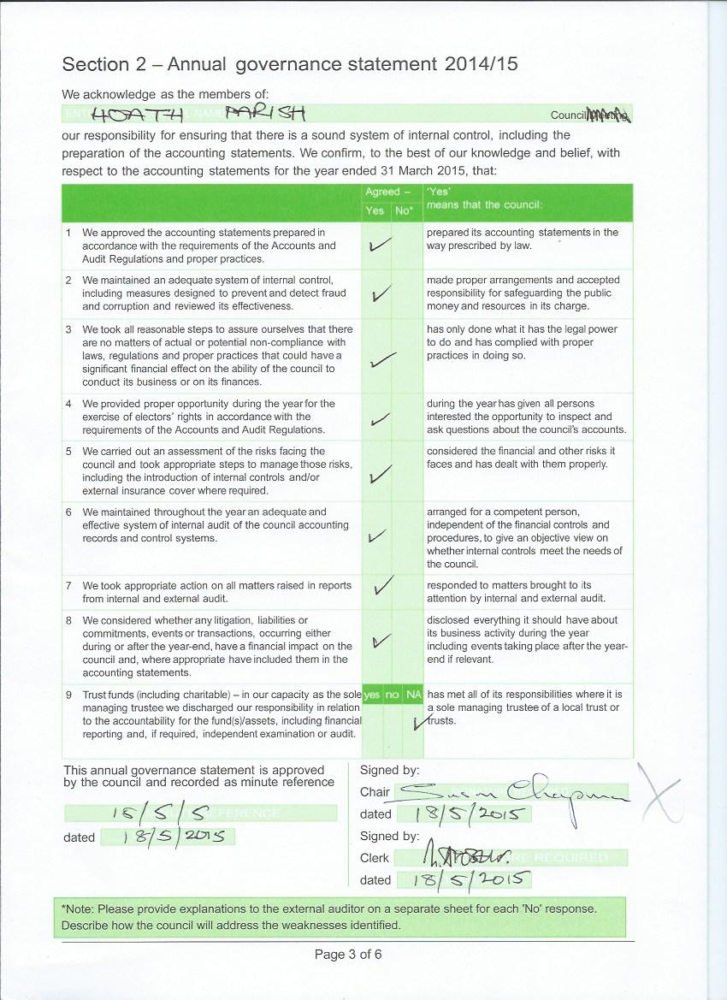 Section 2 – Annual governance statement 2014/15
We acknowledge as the members of:
HOATH PARISH Council
our responsibility for ensuring that there is a sound system of internal control, including the
preparation of the accounting statements. We confirm, to the best of our knowledge and belief, with
respect to the accounting statements for the year ended 31 March 2015, that:
Agreed –
Yes No*
'Yes'
means that the council:
1 We approved the accounting statements prepared in
accordance with the requirements of the Accounts and
Audit Regulations and proper practices.
prepared its accounting statements in the
way prescribed by law.
2 We maintained an adequate system of internal control,
including measures designed to prevent and detect fraud
and corruption and reviewed its effectiveness.
made proper arrangements and accepted
responsibility for safeguarding the public
money and resources in its charge.
3 We took all reasonable steps to assure ourselves that there
are no matters of actual or potential non-compliance with
laws, regulations and proper practices that could have a
significant financial effect on the ability of the council to
conduct its business or on its finances.
has only done what it has the legal power
to do and has complied with proper
practices in doing so.
4 We provided proper opportunity during the year for the
exercise of electors' rights in accordance with the
requirements of the Accounts and Audit Regulations.
during the year has given all persons
interested the opportunity to inspect and
ask questions about the council's accounts.
5 We carried out an assessment of the risks facing the
council and took appropriate steps to manage those risks,
including the introduction of internal controls and/or
external insurance cover where required.
considered the financial and other risks it
faces and has dealt with them properly.
6 We maintained throughout the year an adequate and
effective system of internal audit of the council accounting
records and control systems.
arranged for a competent person,
independent of the financial controls and
procedures, to give an objective view on
whether internal controls meet the needs of
the council.
7 We took appropriate action on all matters raised in reports
from internal and external audit.
responded to matters brought to its
attention by internal and external audit.
8 We considered whether any litigation, liabilities or
commitments, events or transactions, occurring either
during or after the year-end, have a financial impact on the
council and, where appropriate have included them in the
accounting statements.
disclosed everything it should have about
its business activity during the year
including events taking place after the year-
end if relevant.
9 Trust funds (including charitable) – in our capacity as the sole
managing trustee we discharged our responsibility in relation
to the accountability for the fund(s)/assets, including financial
reporting and, if required, independent examination or audit.
yes no NA
has met all of its responsibilities where it is
a sole managing trustee of a local trust or
trusts.
This annual governance statement is approved
by the council and recorded as minute reference
15/5/5
dated 18/5/2015
Signed by:
Chair Susan Chapman
dated 18/5/2015
Signed by:
Clerk RE REQUIRED
dated 18/5/2015
*Note: Please provide explanations to the external auditor on a separate sheet for each 'No' response.
Describe how the council will address the weaknesses identified.
Page 3 of 6